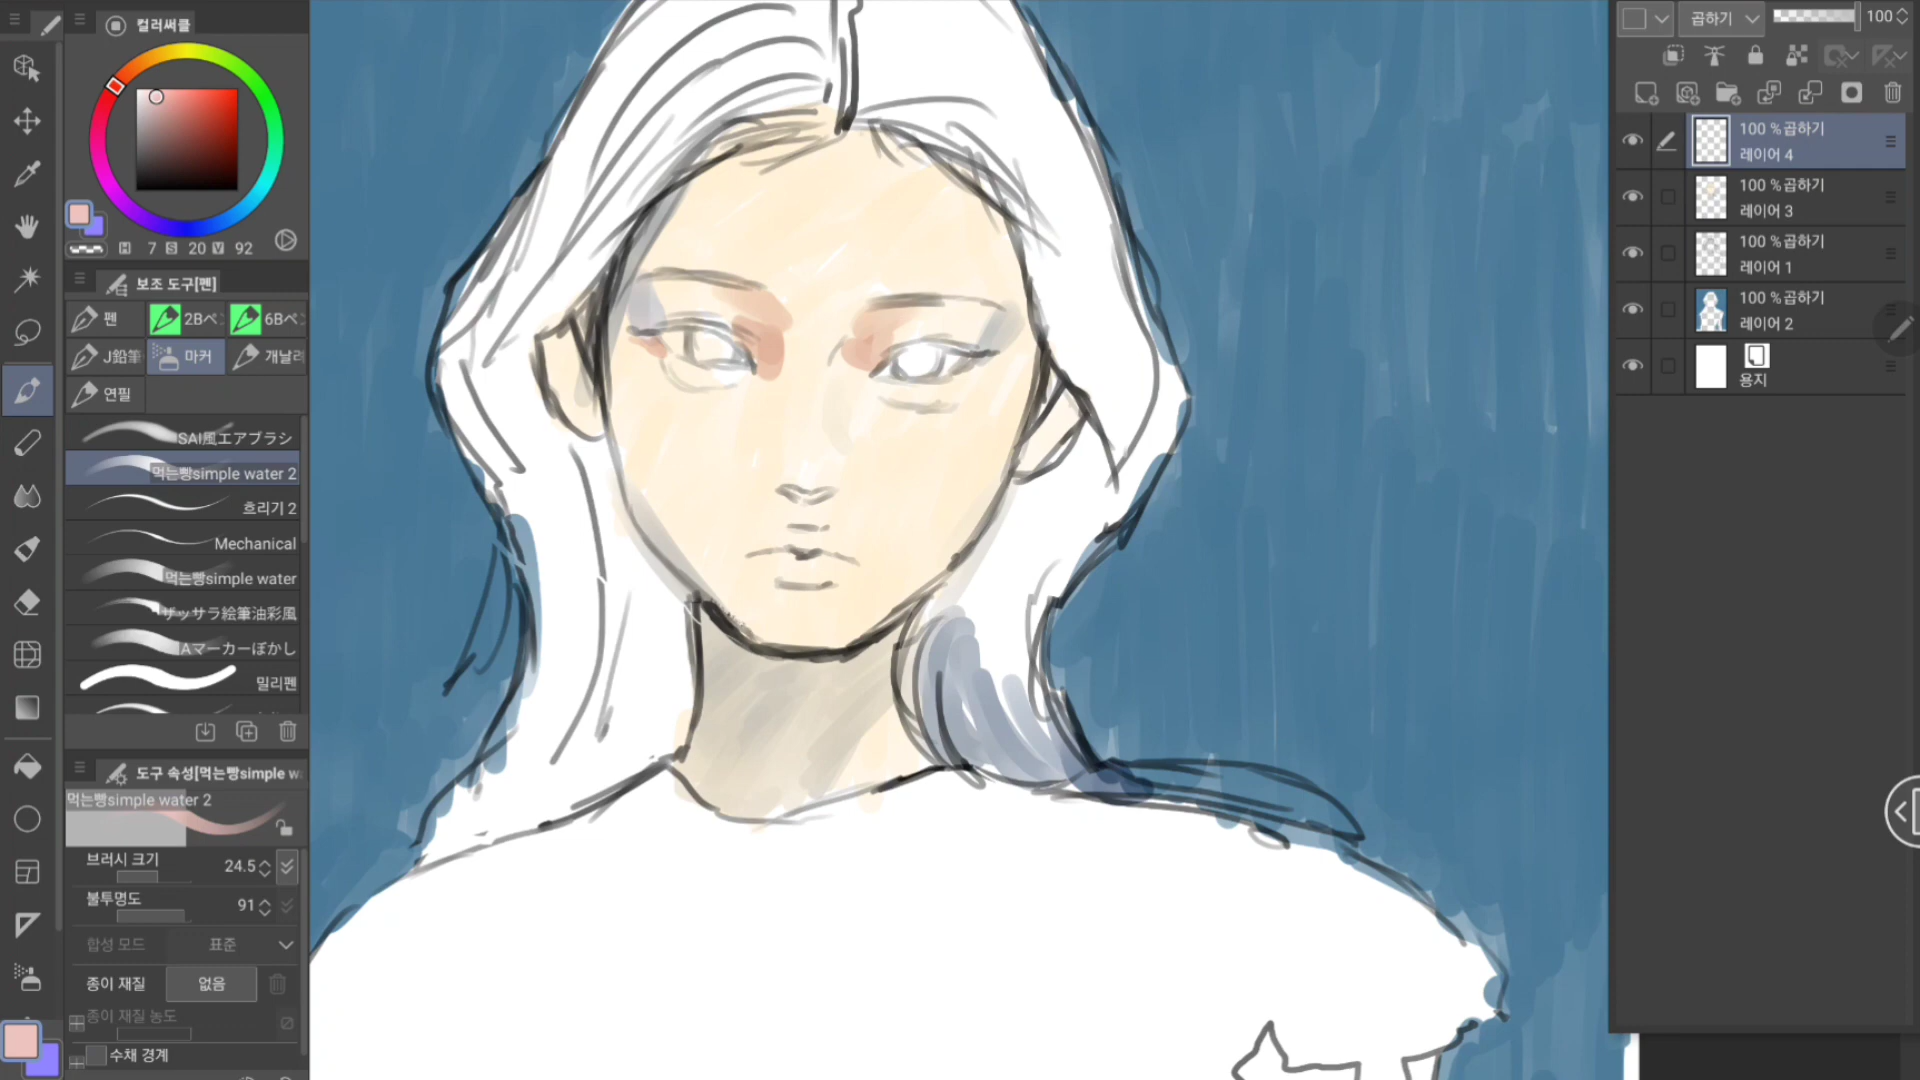 컬러써클
H 7 S 20 V 92
보조 도구[펜]
펜
2Bペ
6Bペ
J鉛筆
마커
개날려
연필
SAI風エアブラシ
먹는빵simple water 2
흐리기 2
Mechanical
먹는빵simple water
ザッサラ絵筆油彩風
Aマーカーぼかし
밀리펜
도구 속성[먹는빵simple w
먹는빵simple water 2
브러시 크기 24.5
불투명도 91
합성 모드 표준
종이 재질 없음
종이 재질 농도
수채 경계
곱하기 100
100 %곱하기
레이어 4
100 %곱하기
레이어 3
100 %곱하기
레이어 1
100 %곱하기
레이어 2
용지